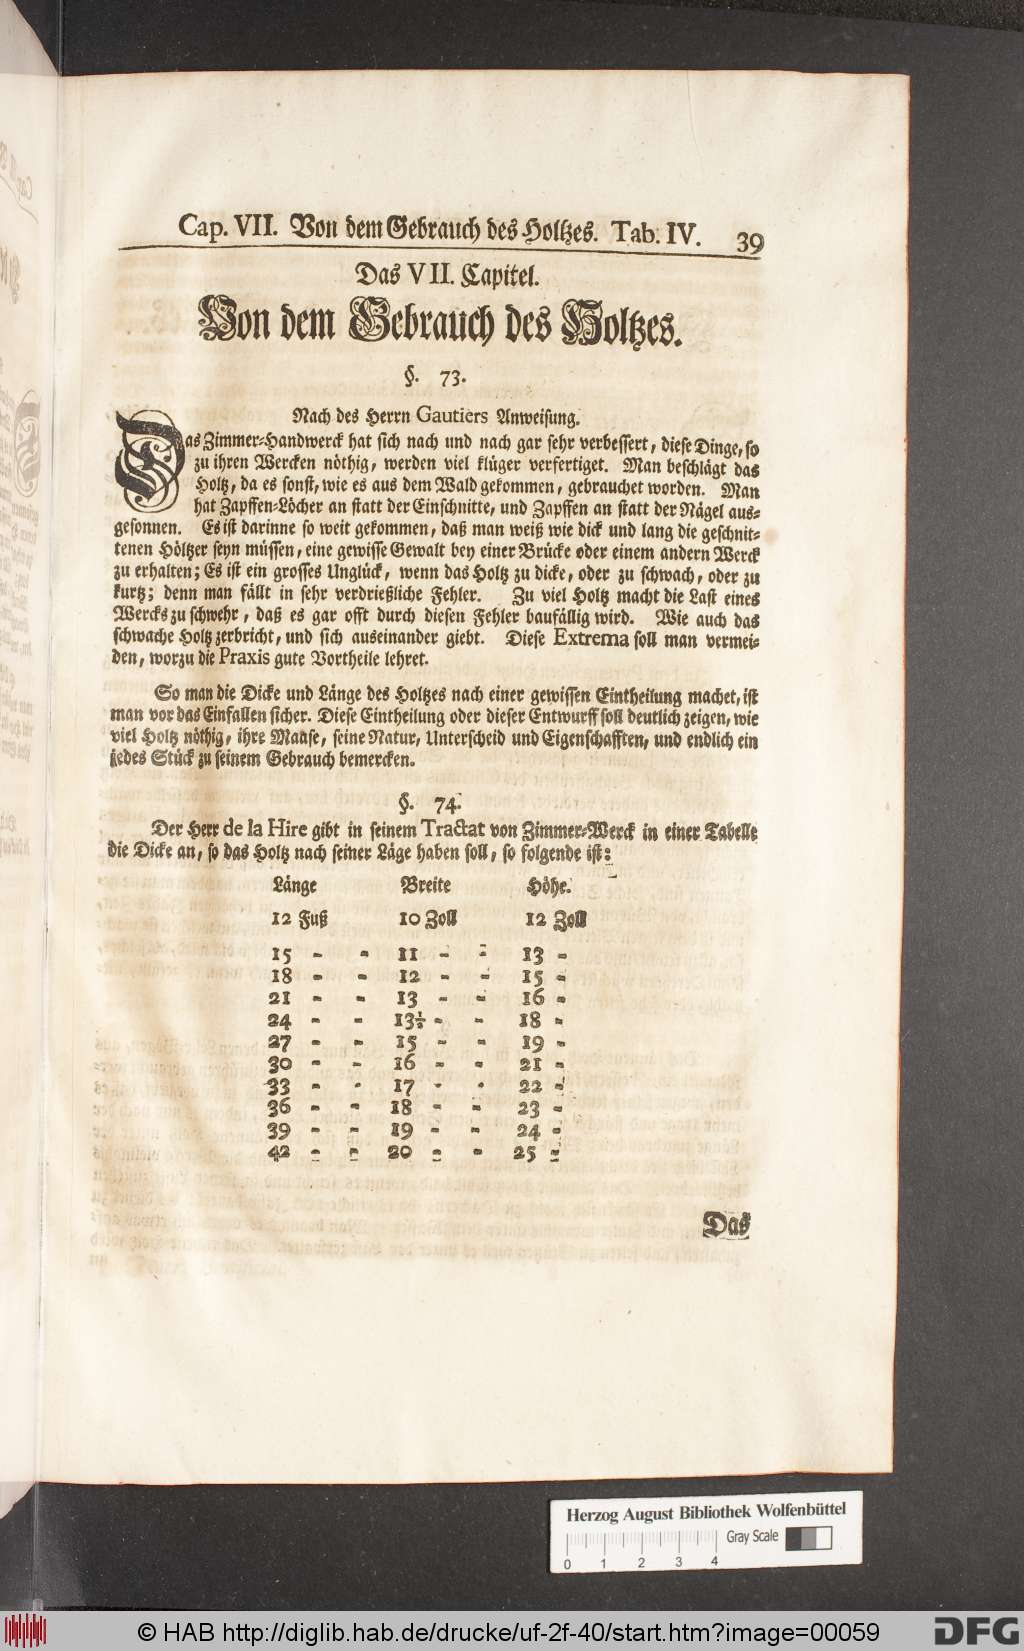 Cap. VII. Von dem Gebrauch des Holtzes. Tab. IV. 39
Das VII. Capitel.
Von dem Gebrauch des Holtzes.
§. 73.
Nach des Herrn Gautiers Anweisung.
Das Zimmer-Handwerck hat sich nach und nach gar sehr verbessert, diese Dinge, so
zu ihren Wercken nöthig, werden viel klüger verfertiget. Man beschlägt das
Holtz, da es sonst, wie es aus dem Wald gekommen, gebrauchet worden. Man
hat Zapffen-Löcher an statt der Einschnitte, und Zapffen an statt der Nägel aus-
gesonnen. Es ist darinne so weit gekommen, daß man weiß wie dick und lang die geschnit-
tenen Höltzer seyn müssen, eine gewisse Gewalt bey einer Brücke oder einem andern Werck
zu erhalten; Es ist ein grosses Unglück, wenn das Holtz zu dicke, oder zu schwach, oder zu
kurtz; denn man fällt in sehr verdrießliche Fehler. Zu viel Holtz macht die Last eines
Wercks zu schwehr, daß es gar offt durch diesen Fehler baufällig wird. Wie auch das
schwache Holtz zerbricht, und sich auseinander giebt. Diese Extrema soll man vermei-
den, worzu die Praxis gute Vortheile lehret.
So man die Dicke und Länge des Holtzes nach einer gewissen Eintheilung machet, ist
man vor das Einfallen sicher. Diese Eintheilung oder dieser Entwurff soll deutlich zeigen, wie
viel Holtz nöthig, ihre Maase, seine Natur, Unterscheid und Eigenschafften, und endlich ein
jedes Stück zu seinem Gebrauch bemercken.
§. 74.
Der Herr de la Hire gibt in seinem Tractat von Zimmer-Werck in einer Tabelle
die Dicke an, so das Holtz nach seiner Läge haben soll, so folgende ist:
Länge Breite Höhe.
12 Fuß 10 Zoll 12 Zoll
15 - - 11 - - 13 -
18 - - 12 - - 15 -
21 - - 13 - - 16 -
24 - - 13½ - - 18 -
27 - - 15 - - 19 -
30 - - 16 - - 21 -
33 - - 17 - - 22 -
36 - - 18 - - 23 -
39 - - 19 - - 24 -
42 - - 20 - - 25 -
Das
Herzog August Bibliothek Wolfenbüttel
Gray Scale
0 1 2 3 4
© HAB http://diglib.hab.de/drucke/uf-2f-40/start.htm?image=00059
DFG